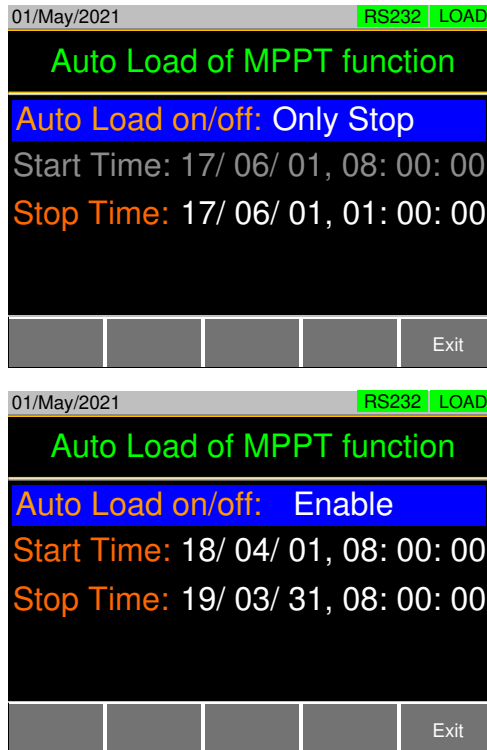 01/May/2021 RS232 LOAD
Auto Load of MPPT function
Auto Load on/off: Only Stop
Start Time: 17/ 06/ 01, 08: 00: 00
Stop Time: 17/ 06/ 01, 01: 00: 00
Exit
01/May/2021 RS232 LOAD
Auto Load of MPPT function
Auto Load on/off: Enable
Start Time: 18/ 04/ 01, 08: 00: 00
Stop Time: 19/ 03/ 31, 08: 00: 00
Exit